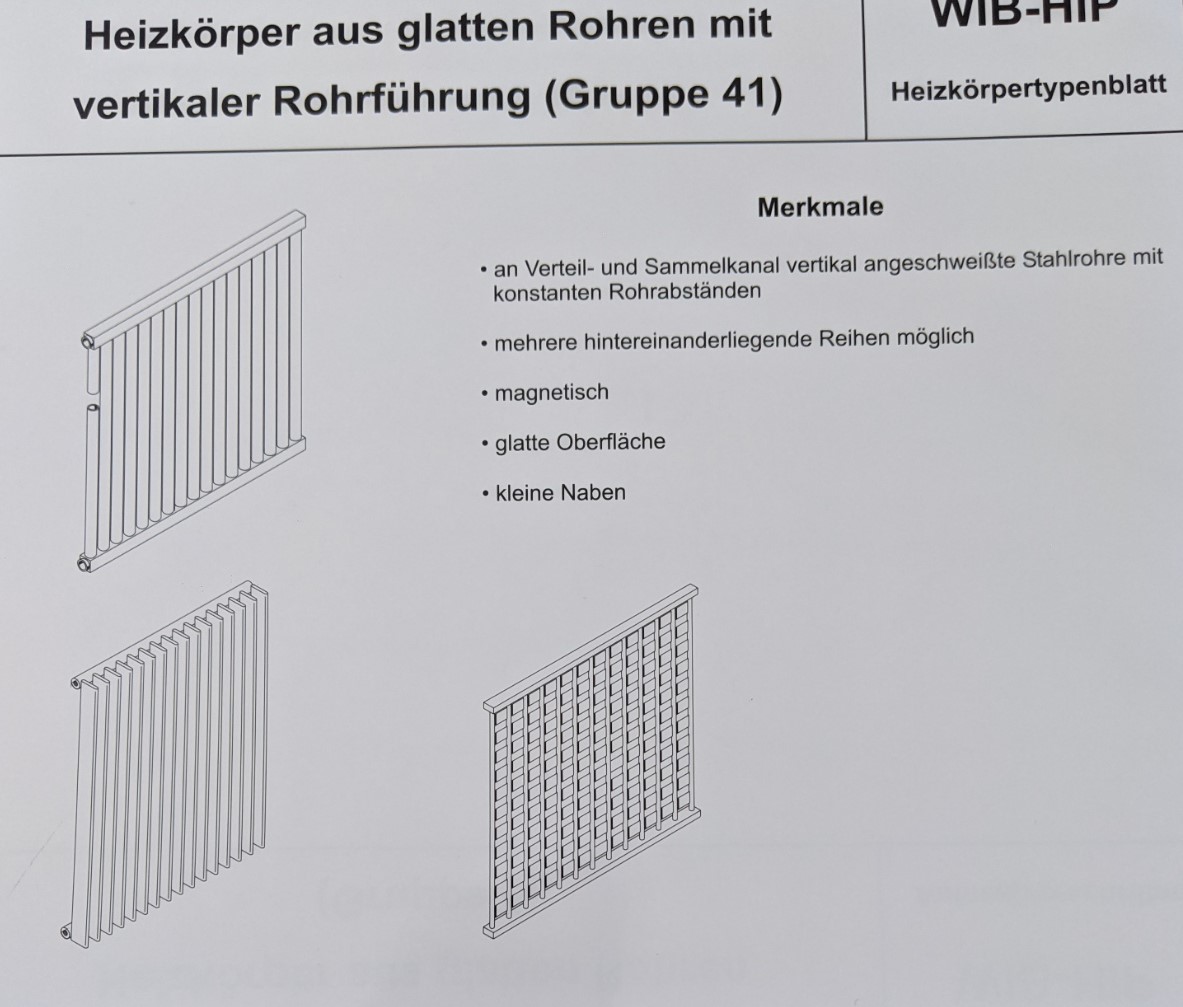 Heizkörper aus glatten Rohren mit
vertikaler Rohrführung (Gruppe 41)
WIB-HIP
Heizkörpertypenblatt
Merkmale
• an Verteil- und Sammelkanal vertikal angeschweißte Stahlrohre mit
konstanten Rohrabständen
• mehrere hintereinanderliegende Reihen möglich
• magnetisch
• glatte Oberfläche
• kleine Naben